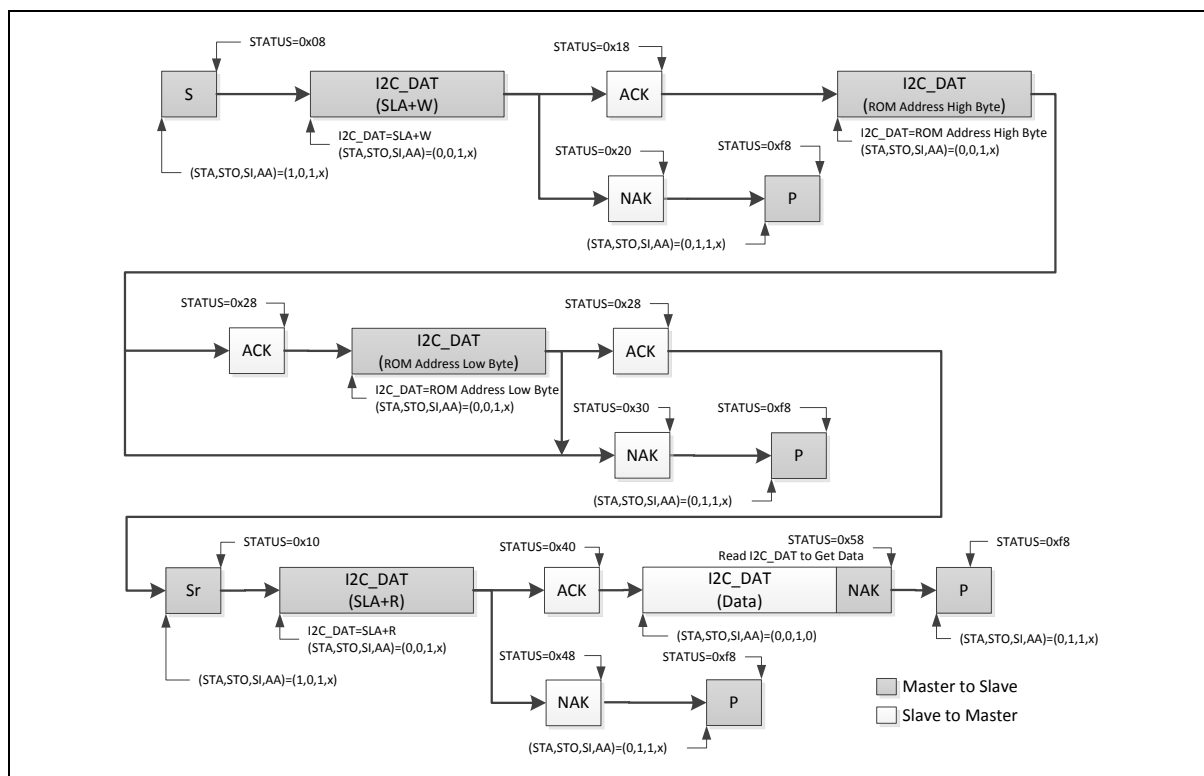 STATUS=0x08
STATUS=0x18
S
I2C_DAT
(SLA+W)
ACK
I2C_DAT
(ROM Address High Byte)
I2C_DAT=SLA+W
(STA,STO,SI,AA)=(0,0,1,x)
I2C_DAT=ROM Address High Byte
(STA,STO,SI,AA)=(0,0,1,x)
(STA,STO,SI,AA)=(1,0,1,x)
STATUS=0x20
STATUS=0xf8
NAK
P
(STA,STO,SI,AA)=(0,1,1,x)
STATUS=0x28
STATUS=0x28
ACK
I2C_DAT
(ROM Address Low Byte)
ACK
I2C_DAT=ROM Address Low Byte
(STA,STO,SI,AA)=(0,0,1,x)
STATUS=0x30
STATUS=0xf8
NAK
P
(STA,STO,SI,AA)=(0,1,1,x)
STATUS=0x10
STATUS=0x40
STATUS=0x58
Read I2C_DAT to Get Data
STATUS=0xf8
Sr
I2C_DAT
(SLA+R)
ACK
I2C_DAT
(Data)
NAK
P
I2C_DAT=SLA+R
(STA,STO,SI,AA)=(0,0,1,x)
(STA,STO,SI,AA)=(0,0,1,0)
(STA,STO,SI,AA)=(0,1,1,x)
(STA,STO,SI,AA)=(1,0,1,x)
STATUS=0x48
STATUS=0xf8
NAK
P
(STA,STO,SI,AA)=(0,1,1,x)
Master to Slave
Slave to Master